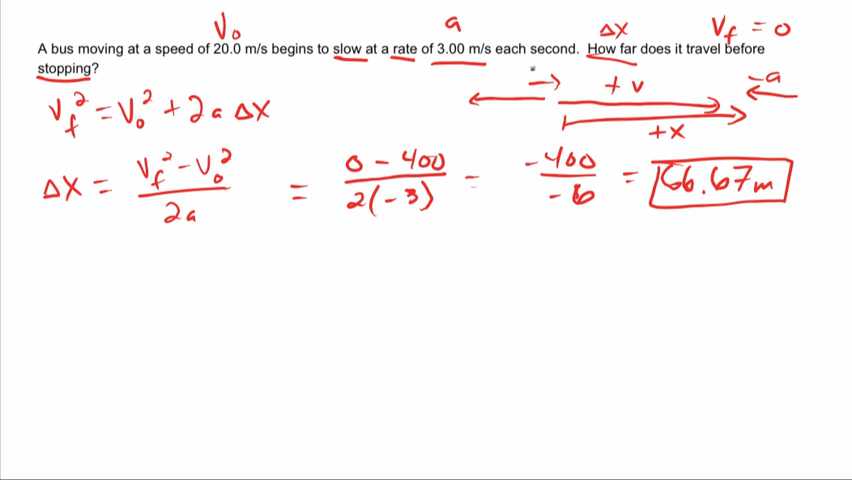 V₀ a Δx V_f = 0
A bus moving at a speed of 20.0 m/s begins to slow at a rate of 3.00 m/s each second. How far does it travel before
stopping?
+v -a
V_f² = V₀² + 2a Δx
+x
Δx = (V_f² - V₀²) / 2a = (0 - 400) / 2(-3) = -400 / -6 = 66.67m